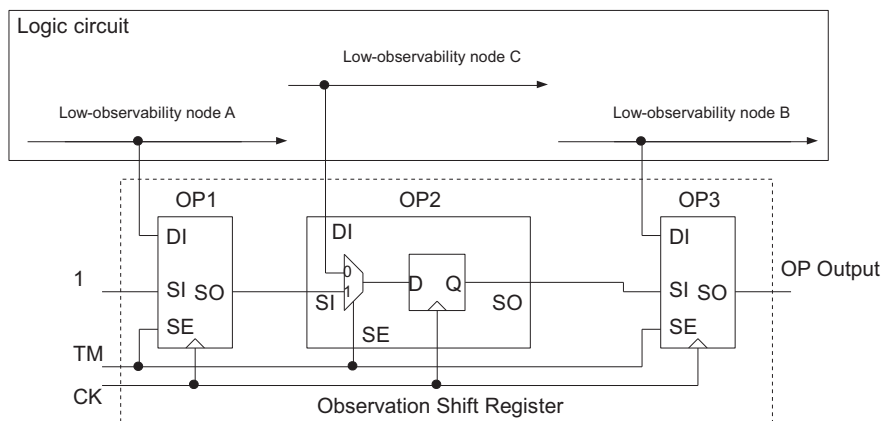 Logic circuit
Low-observability node C
Low-observability node A
Low-observability node B
OP1
OP2
OP3
DI
DI
DI
0
1
OP Output
1
SI SO
SI
1
D Q
SO
SI SO
SE
SE
SE
TM
CK
Observation Shift Register